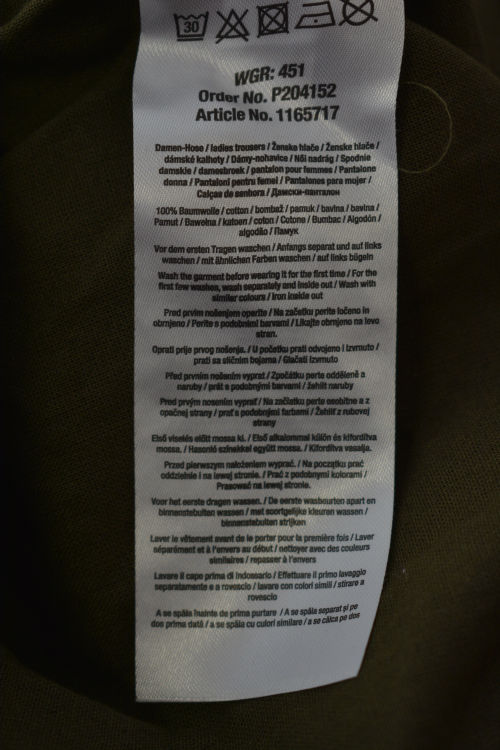 30
WGR: 451
Order No. P204152
Article No. 1165717
Damen-Hose / ladies trousers / Ženske hlače / Ženske hlače /
dámské kalhoty / Dámy-nohavice / Női nadrág / Spodnie
damskie / damesbroek / pantalon pour femmes / Pantalone
donna / Pantaloni pentru femei / Pantalones para mujer /
Calças de senhora / Дамски-панталон
100% Baumwolle / cotton / bombaž / pamuk / bavlna / bavlna /
Pamut / Bawełna / katoen / coton / Cotone / Bumbac / Algodón /
algodão / Памук
Vor dem ersten Tragen waschen / Anfangs separat und auf links
waschen / mit ähnlichen Farben waschen / auf links bügeln
Wash the garment before wearing it for the first time / For the
first few washes, wash separately and inside out / Wash with
similar colours / Iron inside out
Pred prvim nošenjem operite / Na začetku perite ločeno in
obrnjeno / Perite s podobnimi barvami / Likajte obrnjeno na levo
stran.
Oprati prije prvog nošenja. / U početku prati odvojeno i izvrnuto /
prati sa sličnim bojama / Glačati izvrnuto
Před prvním nošením vyprat / Zpočátku perte odděleně a
naruby / prát s podobnými barvami / žehlit naruby
Pred prvým nosením vyprať / Na začiatku perte osobitne a z
opačnej strany / prať s podobnými farbami / Žehliť z rubovej
strany
Első viselés előtt mossa ki. / Első alkalommal külön és kifordítva
mossa. / Hasonló színekkel együtt mossa. / Kifordítva vasalja.
Przed pierwszym nałożeniem wyprać. / Na początku prać
oddzielnie i na lewej stronie. / Prać z podobnymi kolorami /
Prasować na lewej stronie.
Voor het eerste dragen wassen. / De eerste wasbeurten apart en
binnenstebuiten wassen / met soortgelijke kleuren wassen /
binnenstebuiten strijken
Laver le vêtement avant de le porter pour la première fois / Laver
séparément et à l'envers au début / nettoyer avec des couleurs
similaires / repasser à l'envers
Lavare il capo prima di indossarlo / Effettuare il primo lavaggio
separatamente e a rovescio / lavare con colori simili / stirare a
rovescio
A se spăla înainte de prima purtare / A se spăla separat și pe
dos prima dată / a se spăla cu culori similare / a se călca pe dos